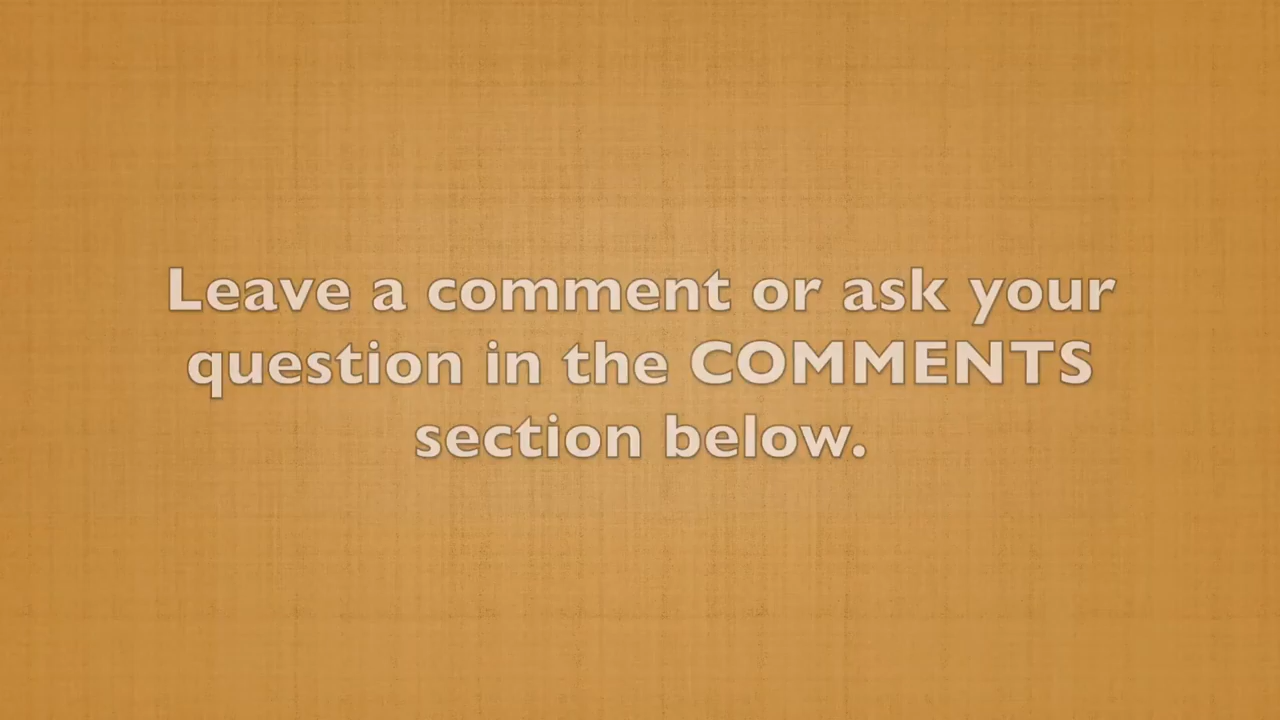 Leave a comment or ask your
question in the COMMENTS
section below.